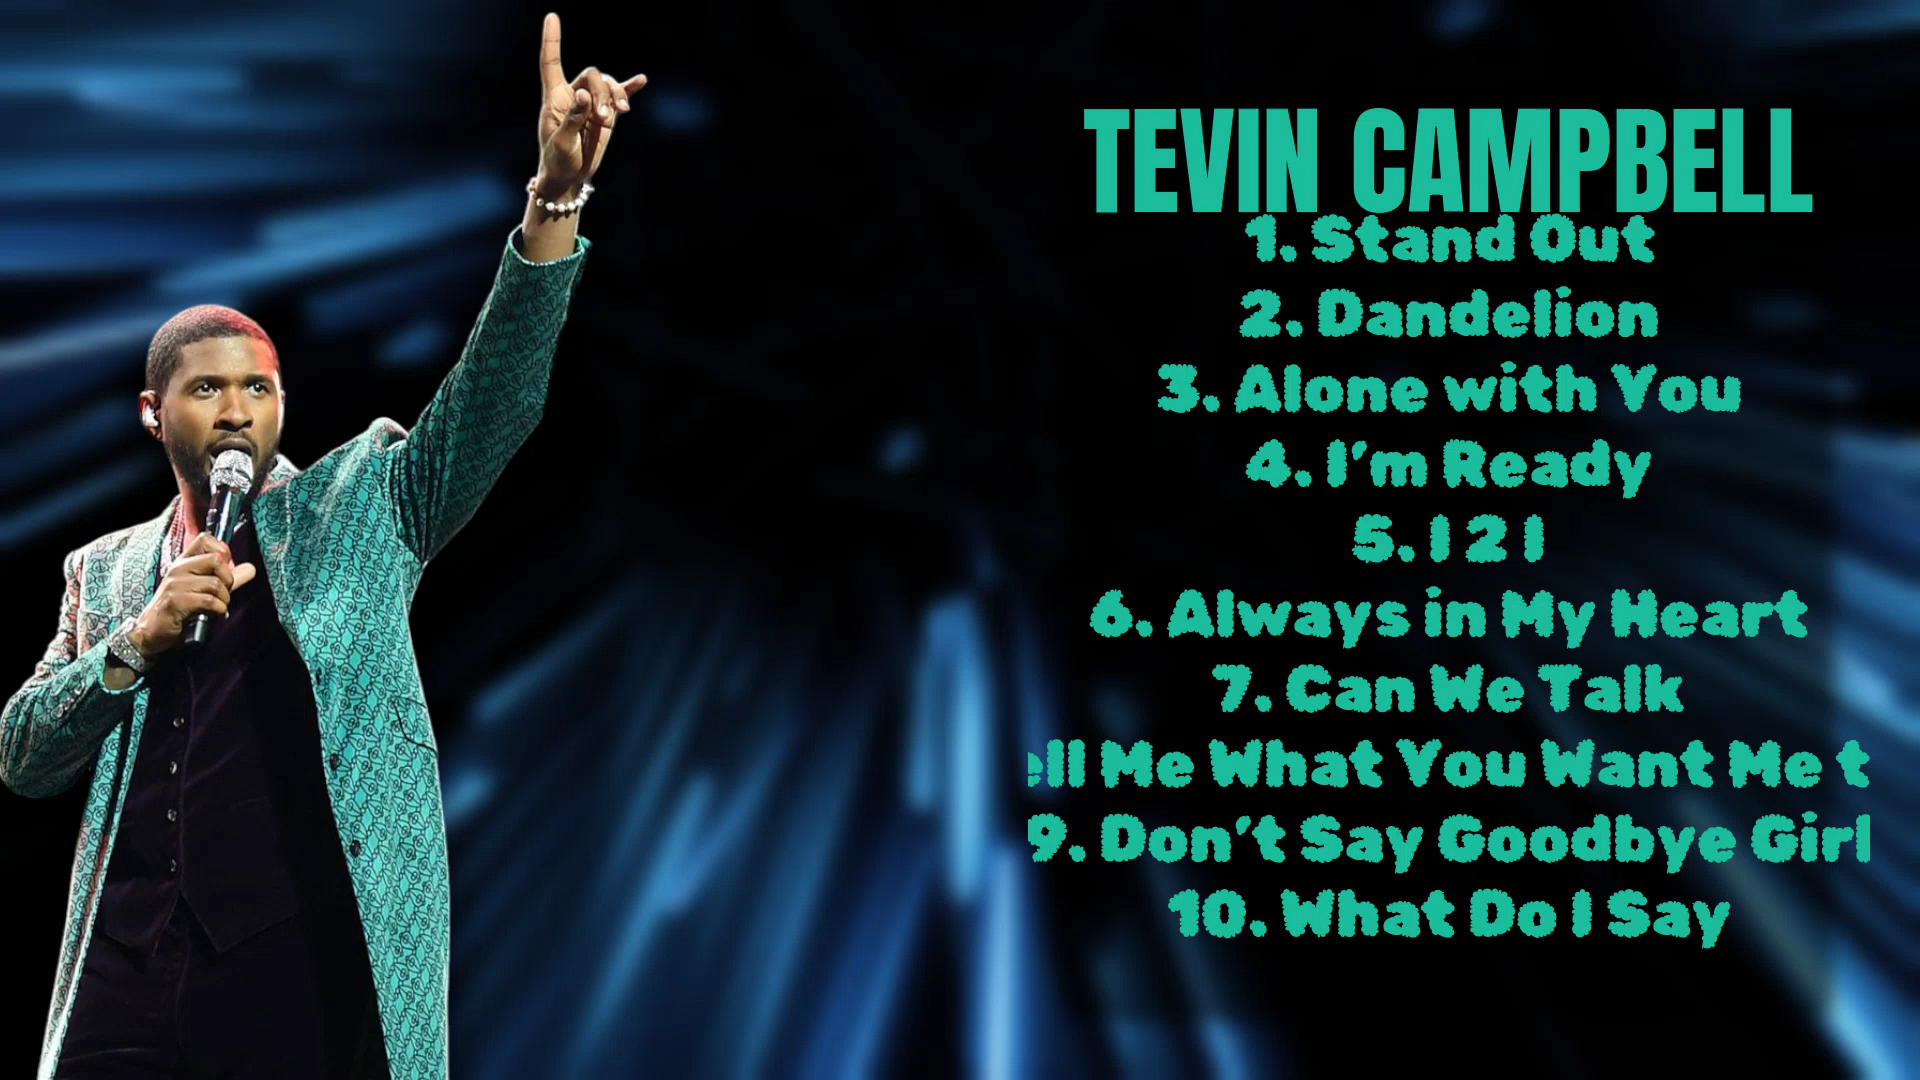 TEVIN CAMPBELL
1. Stand Out
2. Dandelion
3. Alone with You
4. I'm Ready
5. I 2 I
6. Always in My Heart
7. Can We Talk
ell Me What You Want Me t
9. Don't Say Goodbye Girl
10. What Do I Say